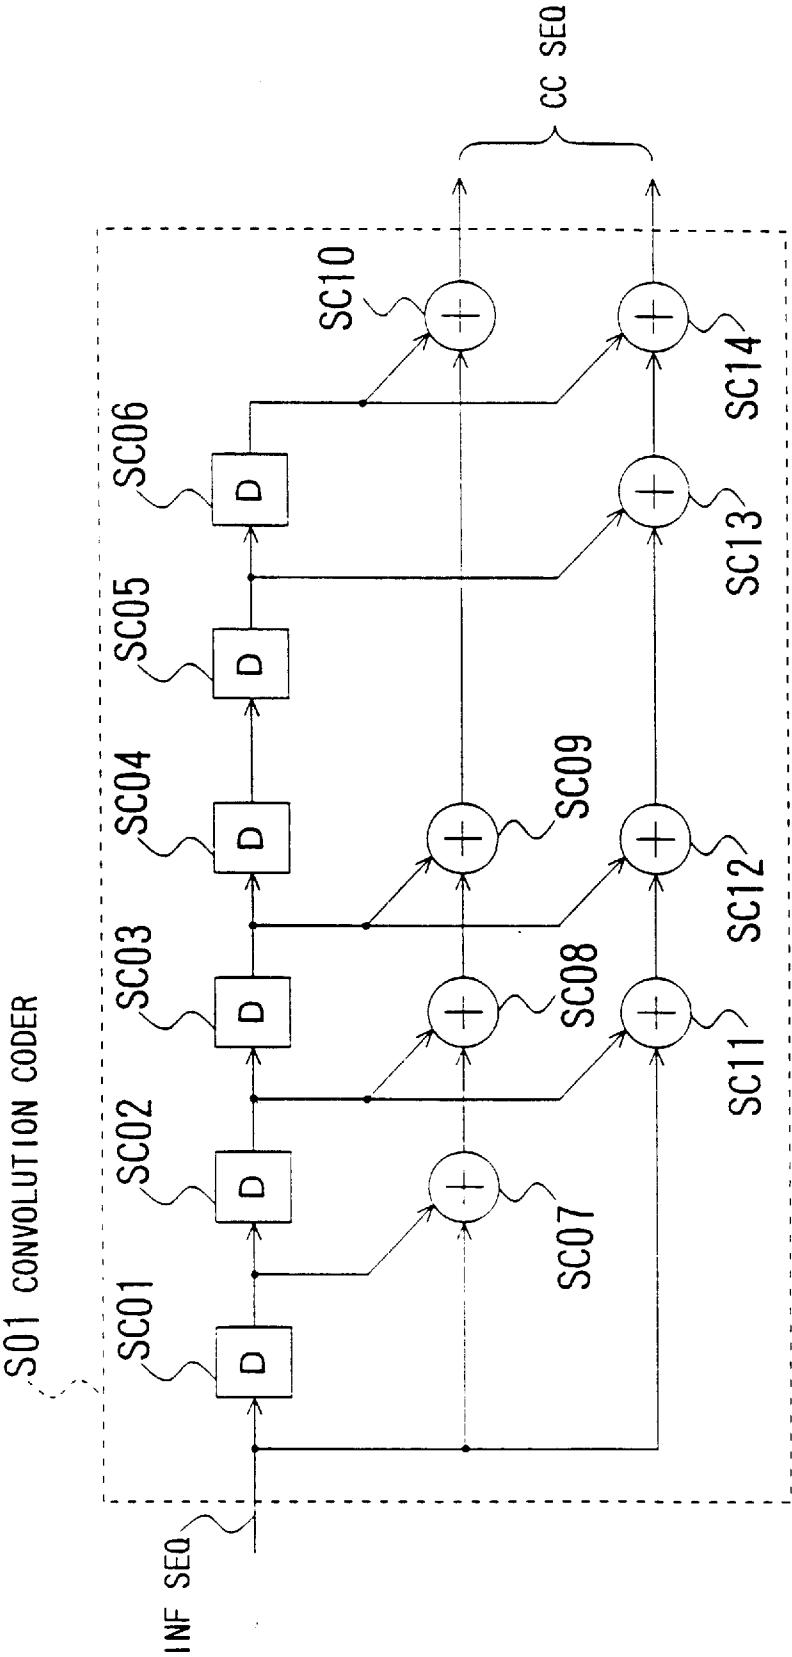 S01 CONVOLUTION CODER
INF SEQ
SC01
SC02
SC03
SC04
SC05
SC06
D
D
D
D
D
D
SC10
+
+
+
+
SC07
SC08
SC09
+
+
+
+
SC11
SC12
SC13
SC14
CC SEQ